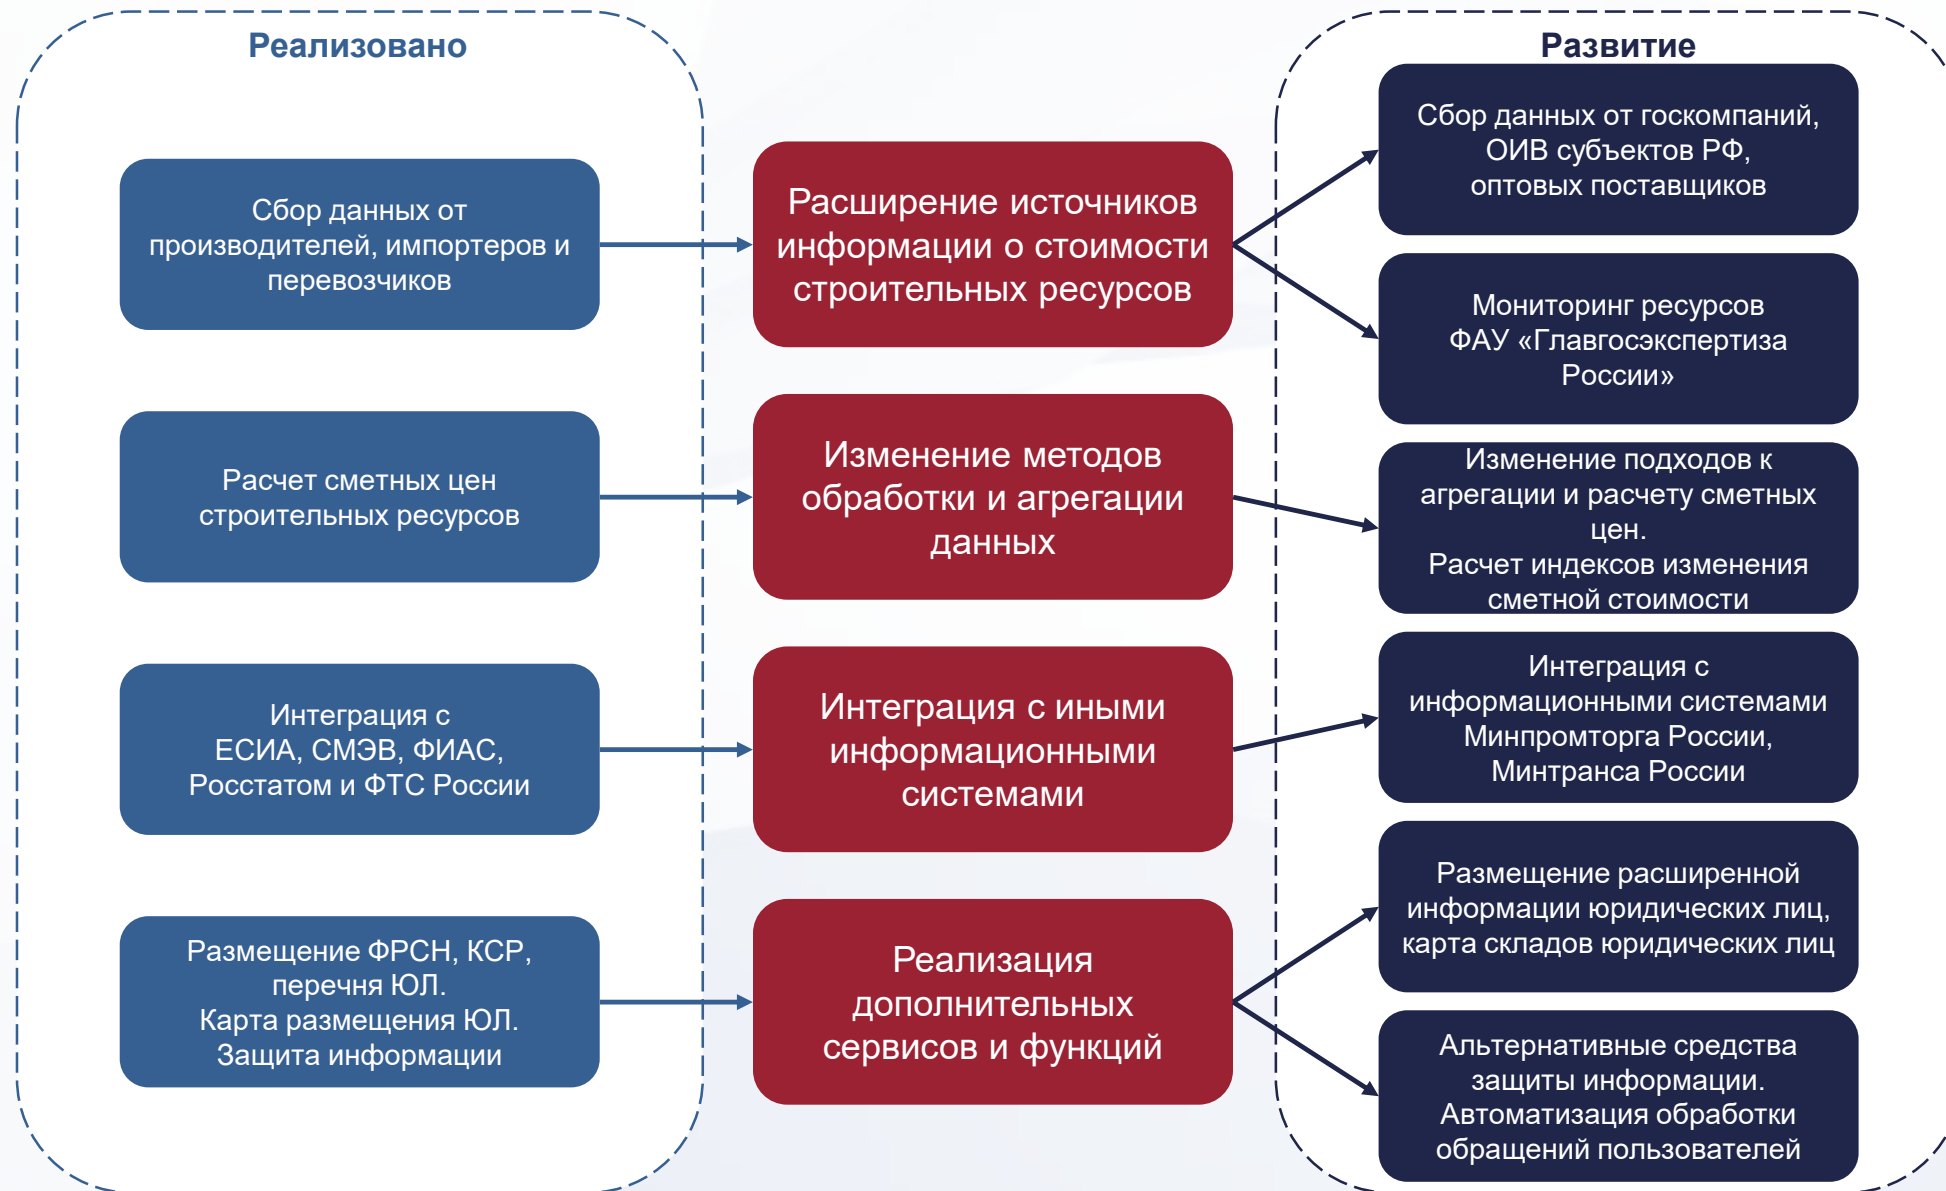 Реализовано
Сбор данных от
производителей, импортеров и
перевозчиков
Расчет сметных цен
строительных ресурсов
Интеграция с
ЕСИА, СМЭВ, ФИАС,
Росстатом и ФТС России
Размещение ФРСН, КСР,
перечня ЮЛ.
Карта размещения ЮЛ.
Защита информации
Расширение источников
информации о стоимости
строительных ресурсов
Изменение методов
обработки и агрегации
данных
Интеграция с иными
информационными
системами
Реализация
дополнительных
сервисов и функций
Развитие
Сбор данных от госкомпаний,
ОИВ субъектов РФ,
оптовых поставщиков
Мониторинг ресурсов
ФАУ «Главгосэкспертиза
России»
Изменение подходов к
агрегации и расчету сметных
цен.
Расчет индексов изменения
сметной стоимости
Интеграция с
информационными системами
Минпромторга России,
Минтранса России
Размещение расширенной
информации юридических лиц,
карта складов юридических лиц
Альтернативные средства
защиты информации.
Автоматизация обработки
обращений пользователей